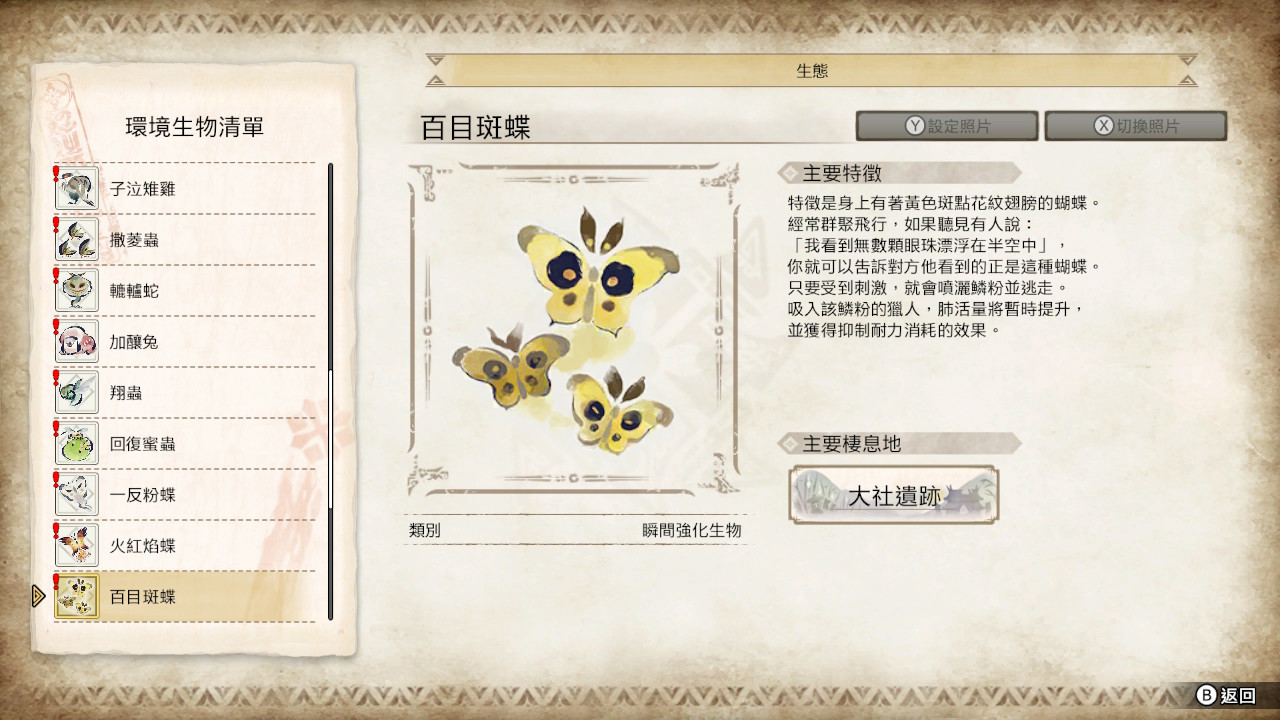 生態
環境生物清單
子泣雉雞
撒菱蟲
轆轤蛇
加釀兔
翔蟲
回復蜜蟲
一反粉蝶
火紅焰蝶
百目斑蝶
百目斑蝶
Y設定照片
X切換照片
類別 瞬間強化生物
主要特徵
特徵是身上有著黃色斑點花紋翅膀的蝴蝶。
經常群聚飛行，如果聽見有人說：
「我看到無數顆眼珠漂浮在半空中」，
你就可以告訴對方他看到的正是這種蝴蝶。
只要受到刺激，就會噴灑鱗粉並逃走。
吸入該鱗粉的獵人，肺活量將暫時提升，
並獲得抑制耐力消耗的效果。
主要棲息地
大社遺跡
B返回